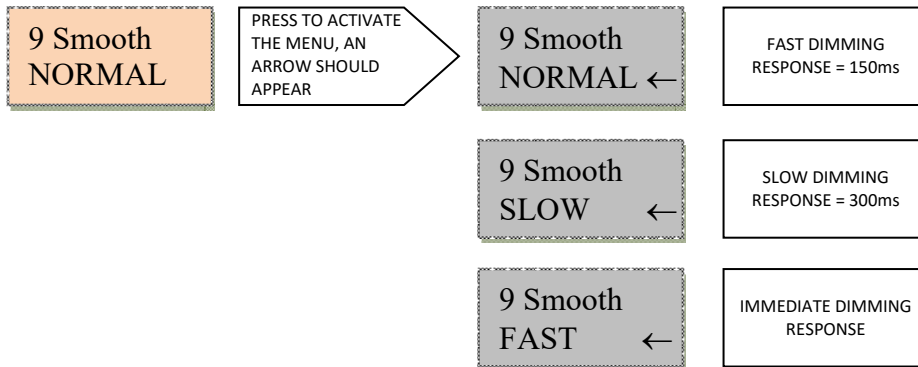 9 Smooth
NORMAL
PRESS TO ACTIVATE
THE MENU, AN
ARROW SHOULD
APPEAR
9 Smooth
NORMAL ←
FAST DIMMING
RESPONSE = 150ms
9 Smooth
SLOW ←
SLOW DIMMING
RESPONSE = 300ms
9 Smooth
FAST ←
IMMEDIATE DIMMING
RESPONSE